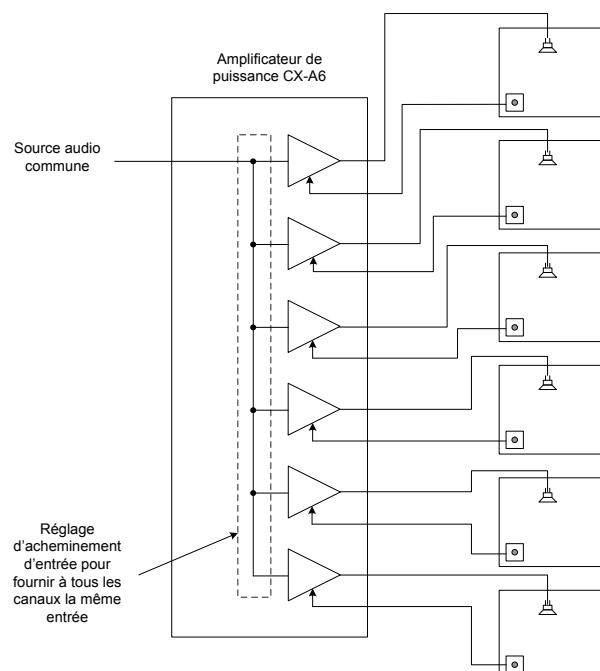 Amplificateur de
puissance CX-A6
Source audio
commune
Réglage
d'acheminement
d'entrée pour
fournir à tous les
canaux la même
entrée